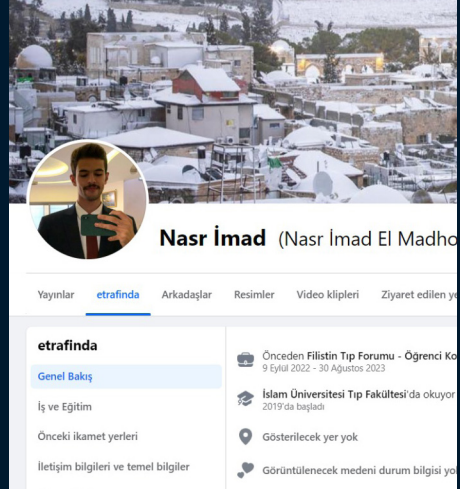 Nasr İmad (Nasr İmad El Madho
Yayınlar etrafinda Arkadaşlar Resimler Video klipleri Ziyaret edilen ye
etrafinda
Genel Bakış
İş ve Eğitim
Önceki ikamet yerleri
İletişim bilgileri ve temel bilgiler
Önceden Filistin Tıp Forumu - Öğrenci Ko
9 Eylül 2022 - 30 Ağustos 2023
İslam Üniversitesi Tıp Fakültesi'da okuyor
2019'da başladı
Gösterilecek yer yok
Görüntülenecek medeni durum bilgisi yo